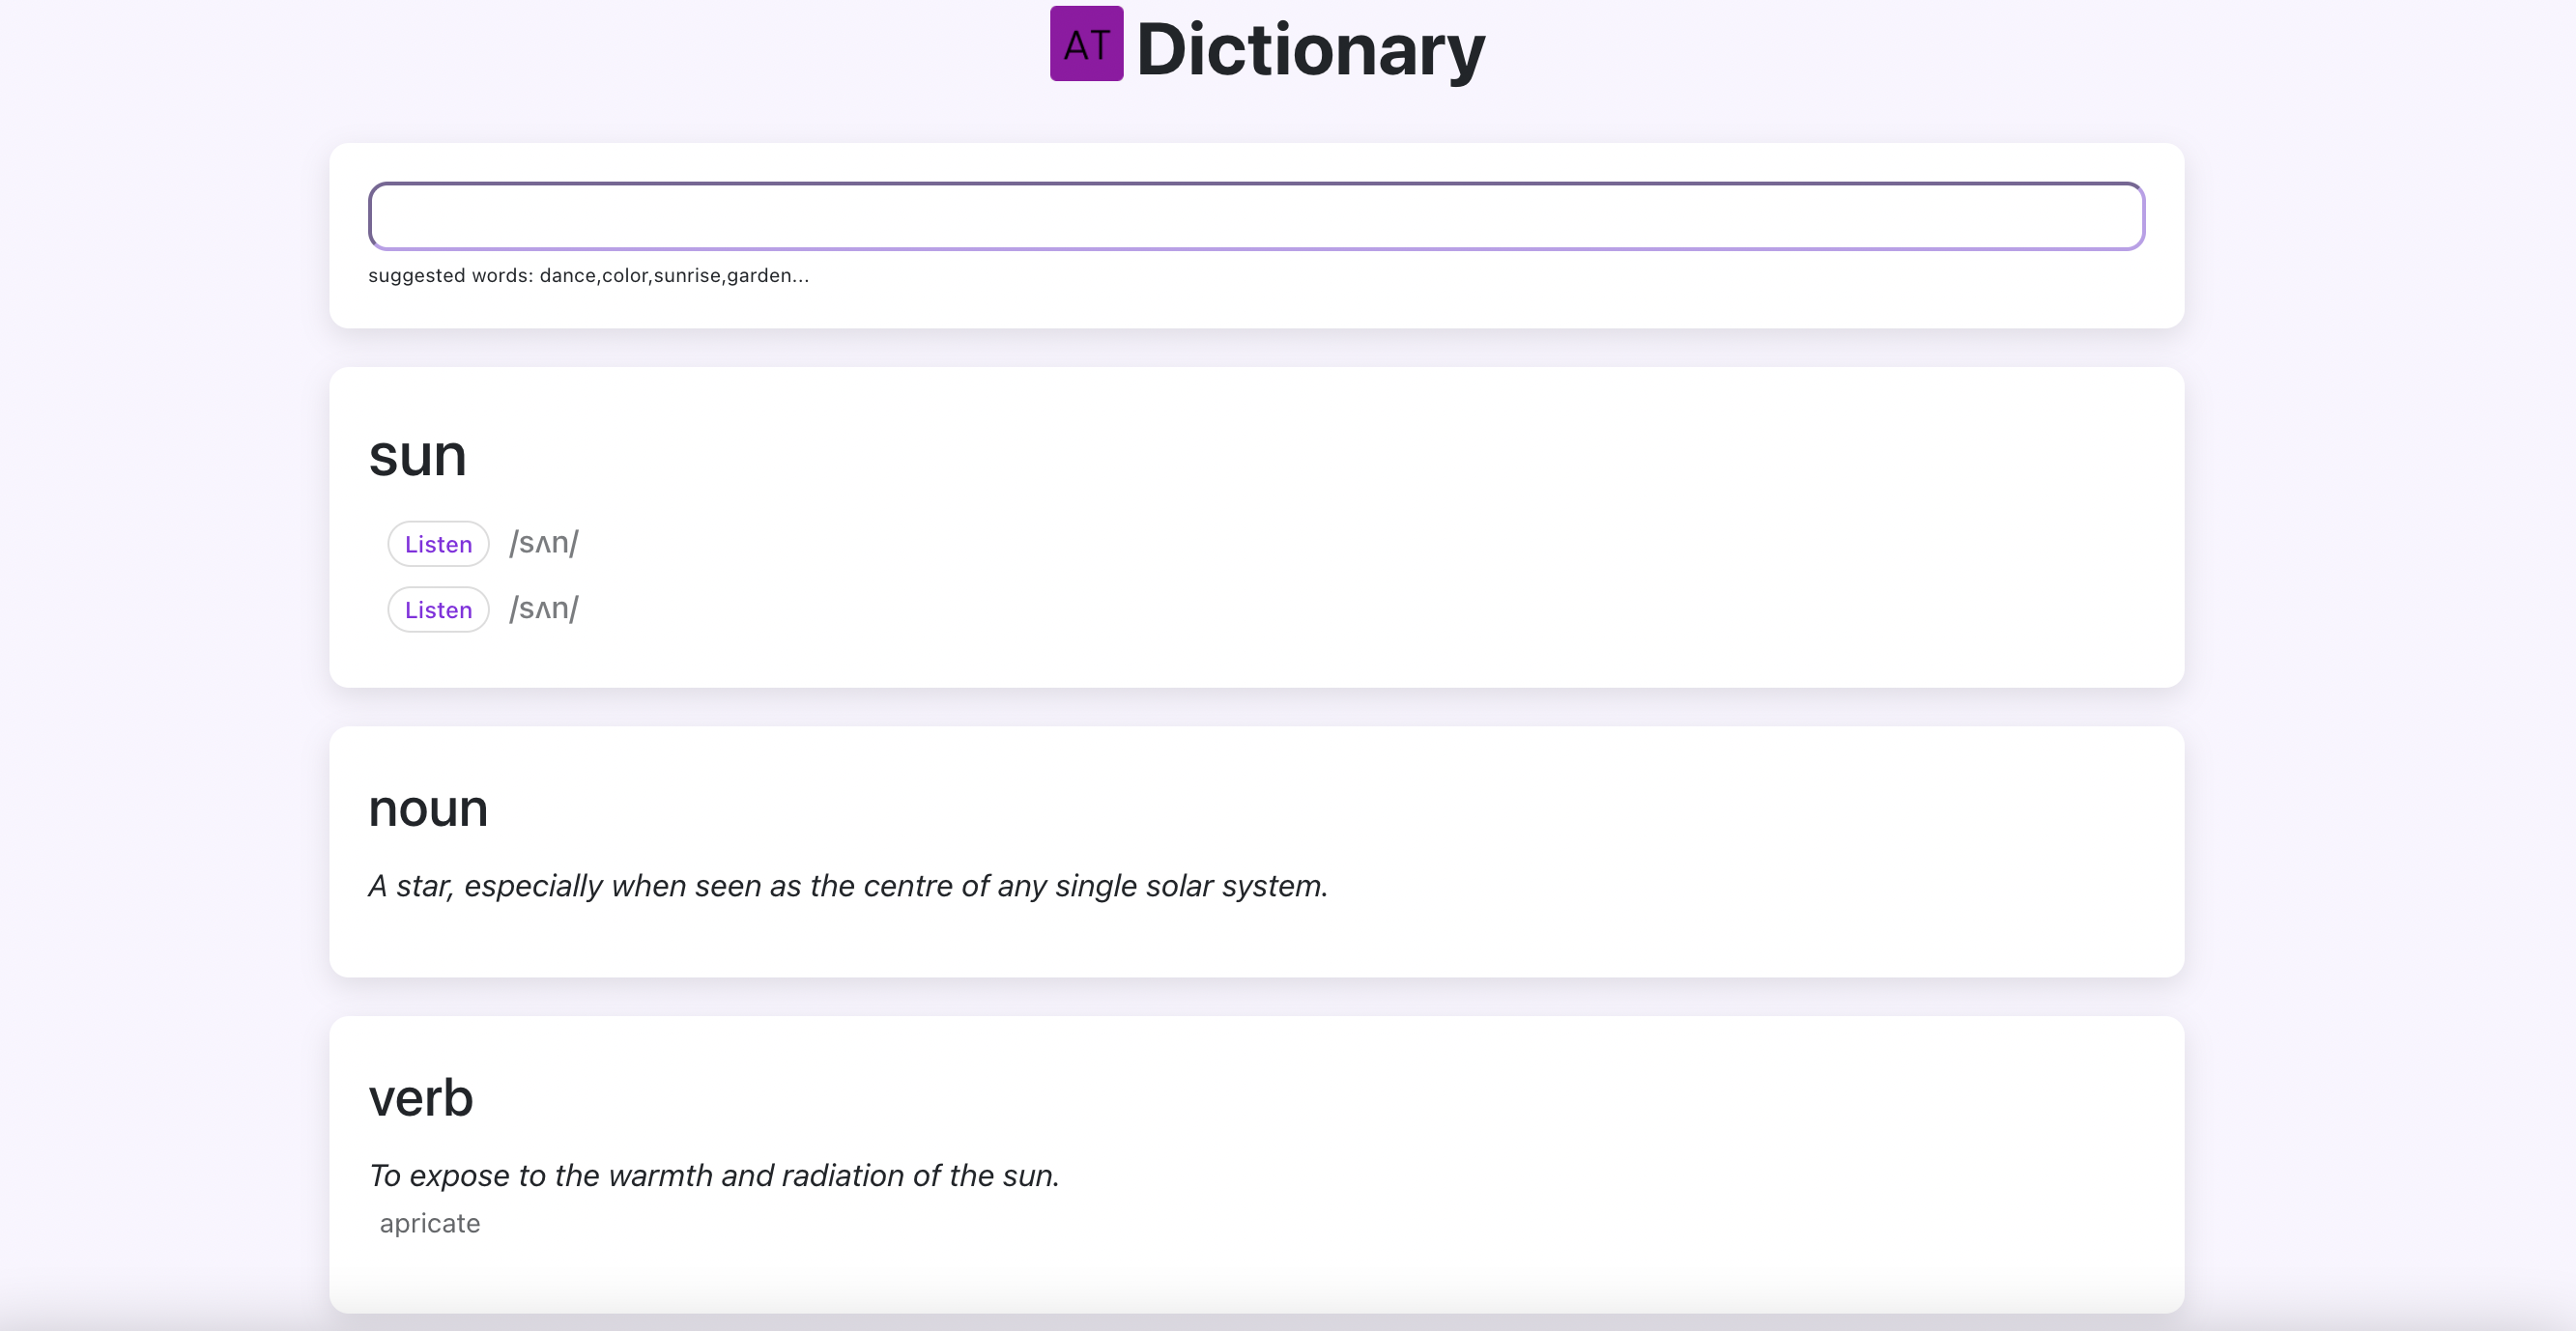 AT Dictionary
suggested words: dance,color,sunrise,garden...
sun
Listen /sʌn/
Listen /sʌn/
noun
A star, especially when seen as the centre of any single solar system.
verb
To expose to the warmth and radiation of the sun.
apricate